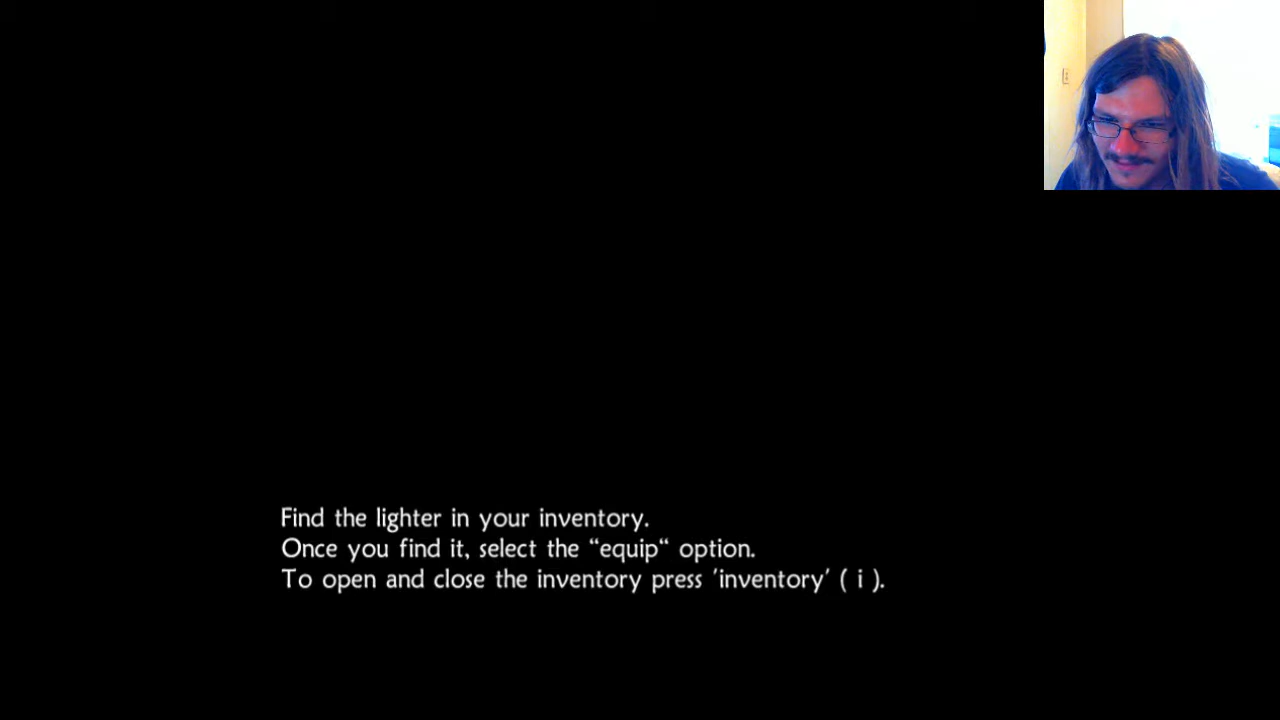 Find the lighter in your inventory.
Once you find it, select the “equip“ option.
To open and close the inventory press 'inventory' ( i ).